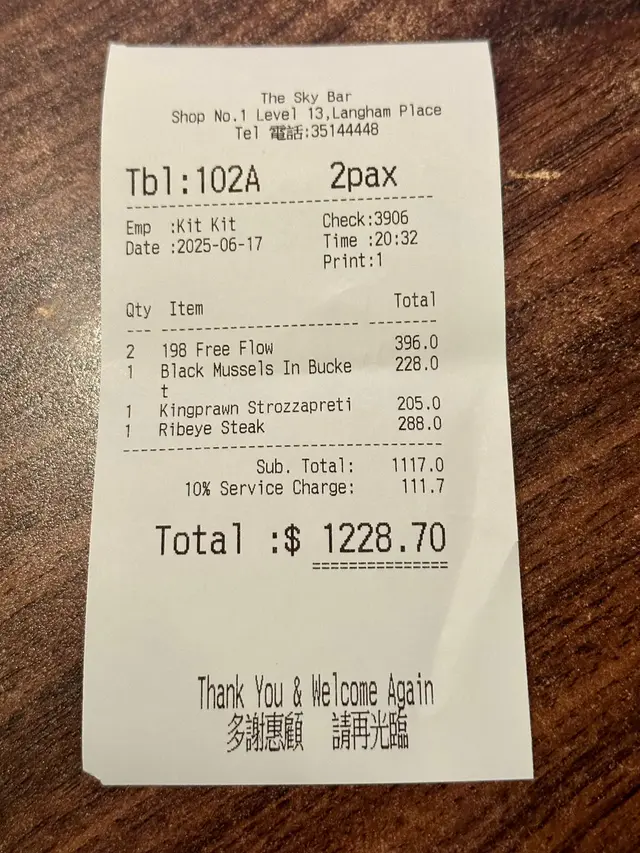 The Sky Bar
Shop No.1 Level 13,Langham Place
Tel 電話:35144448
Tbl:102A 2pax
Emp :Kit Kit Check:3906
Date :2025-06-17 Time :20:32
Print:1
Qty Item Total
2 198 Free Flow 396.0
1 Black Mussels In Bucke 228.0
t
1 Kingprawn Strozzapreti 205.0
1 Ribeye Steak 288.0
Sub. Total: 1117.0
10% Service Charge: 111.7
Total :$ 1228.70
Thank You & Welcome Again
多謝惠顧 請再光臨